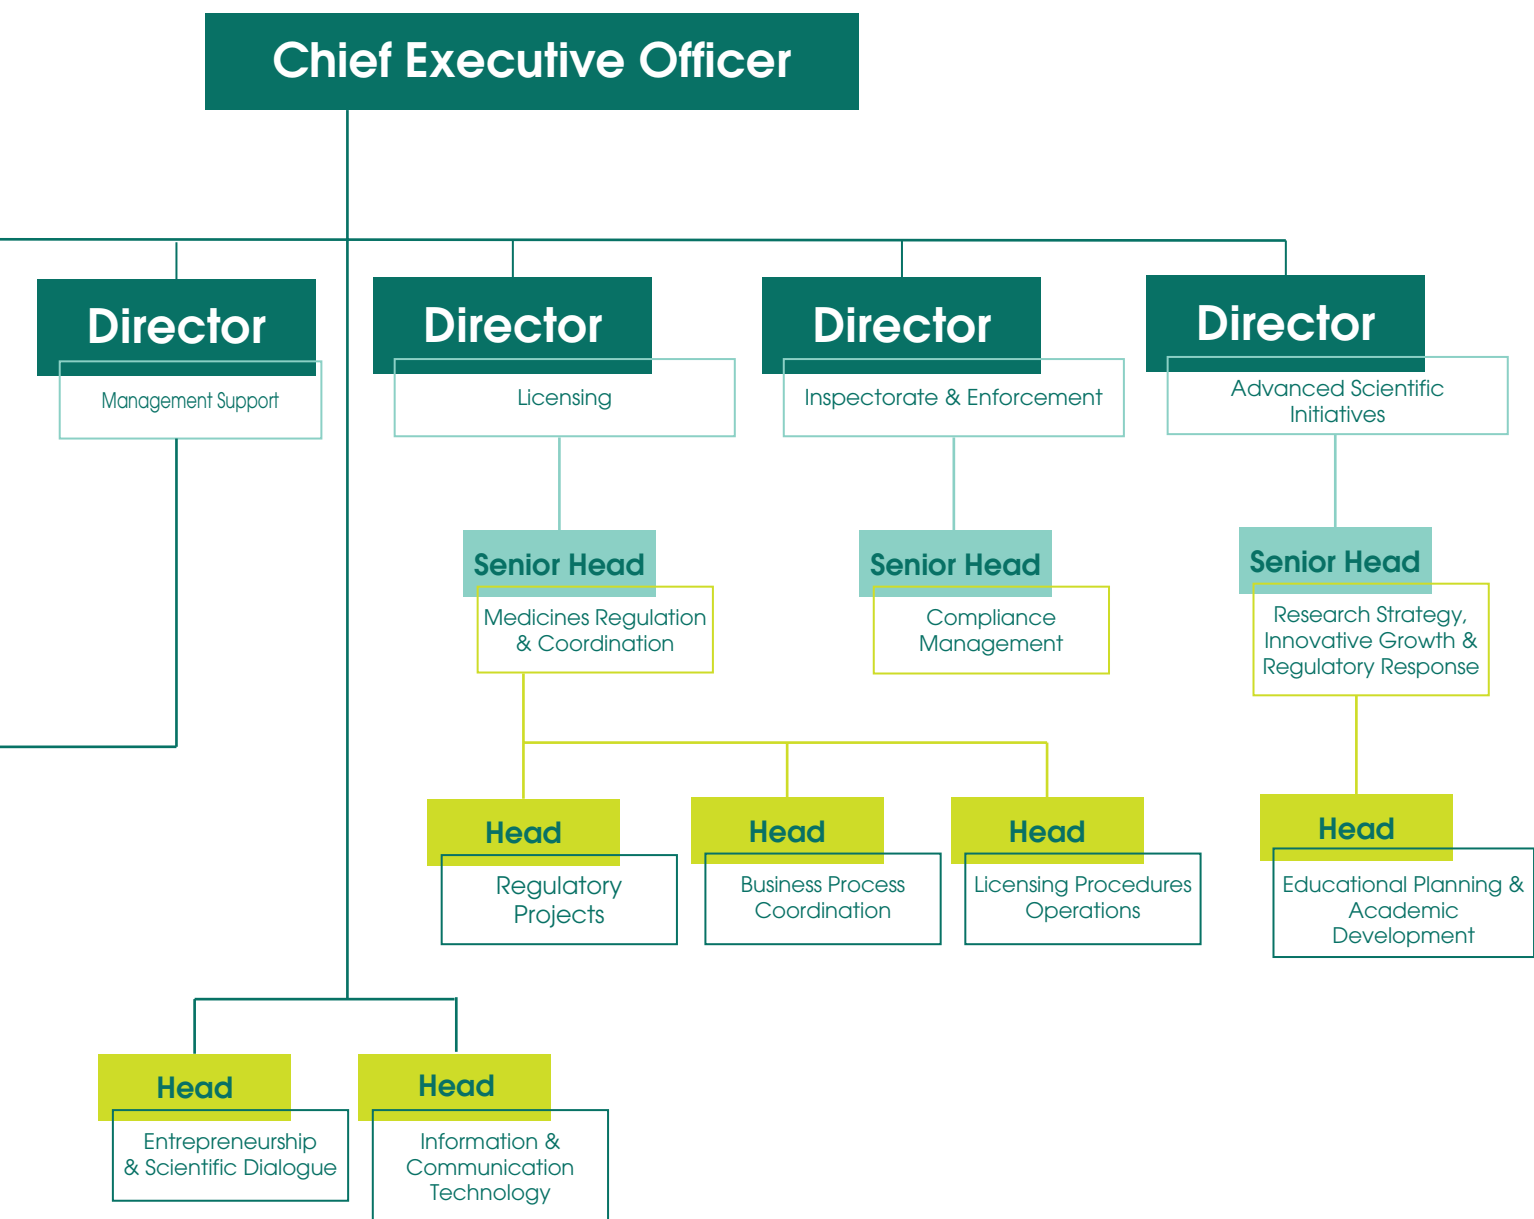 Chief Executive Officer
Director
Management Support
Director
Licensing
Director
Inspectorate & Enforcement
Director
Advanced Scientific
Initiatives
Senior Head
Medicines Regulation
& Coordination
Senior Head
Compliance
Management
Senior Head
Research Strategy,
Innovative Growth &
Regulatory Response
Head
Regulatory
Projects
Head
Business Process
Coordination
Head
Licensing Procedures
Operations
Head
Educational Planning &
Academic
Development
Head
Entrepreneurship
& Scientific Dialogue
Head
Information &
Communication
Technology